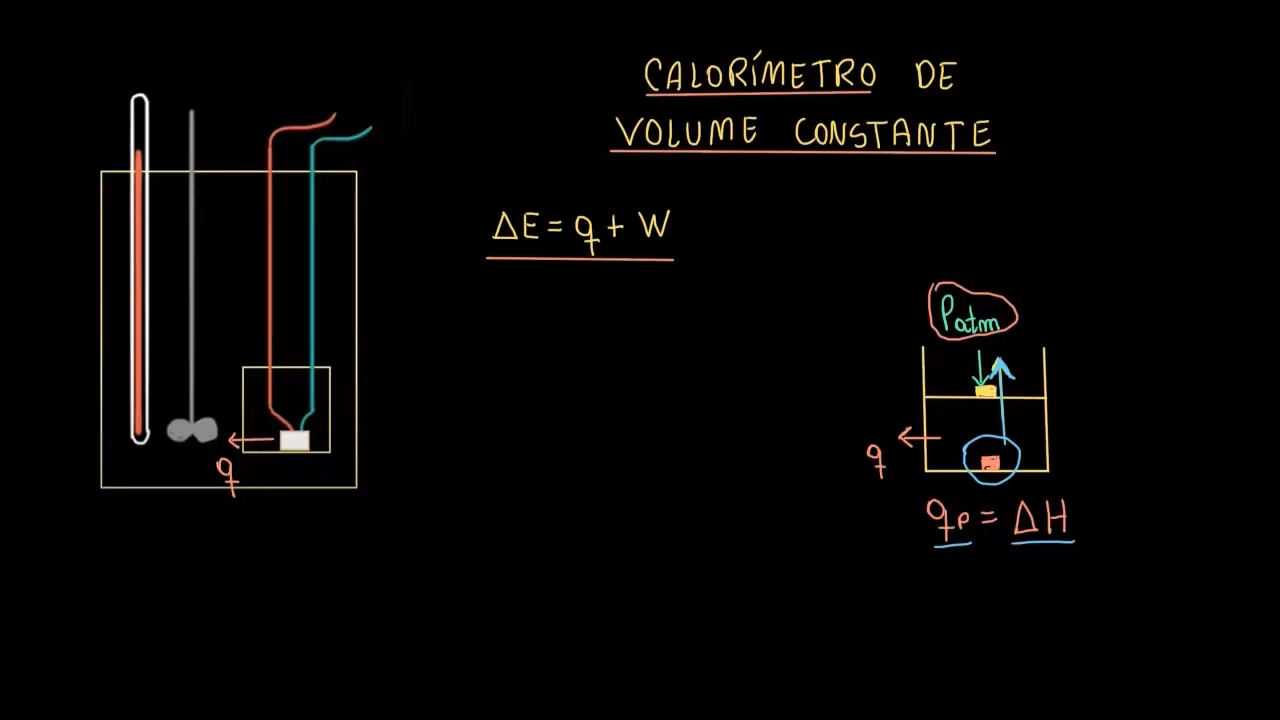 CALORÍMETRO DE
VOLUME CONSTANTE
ΔE = q + W
Patm
q
q
qP = ΔH